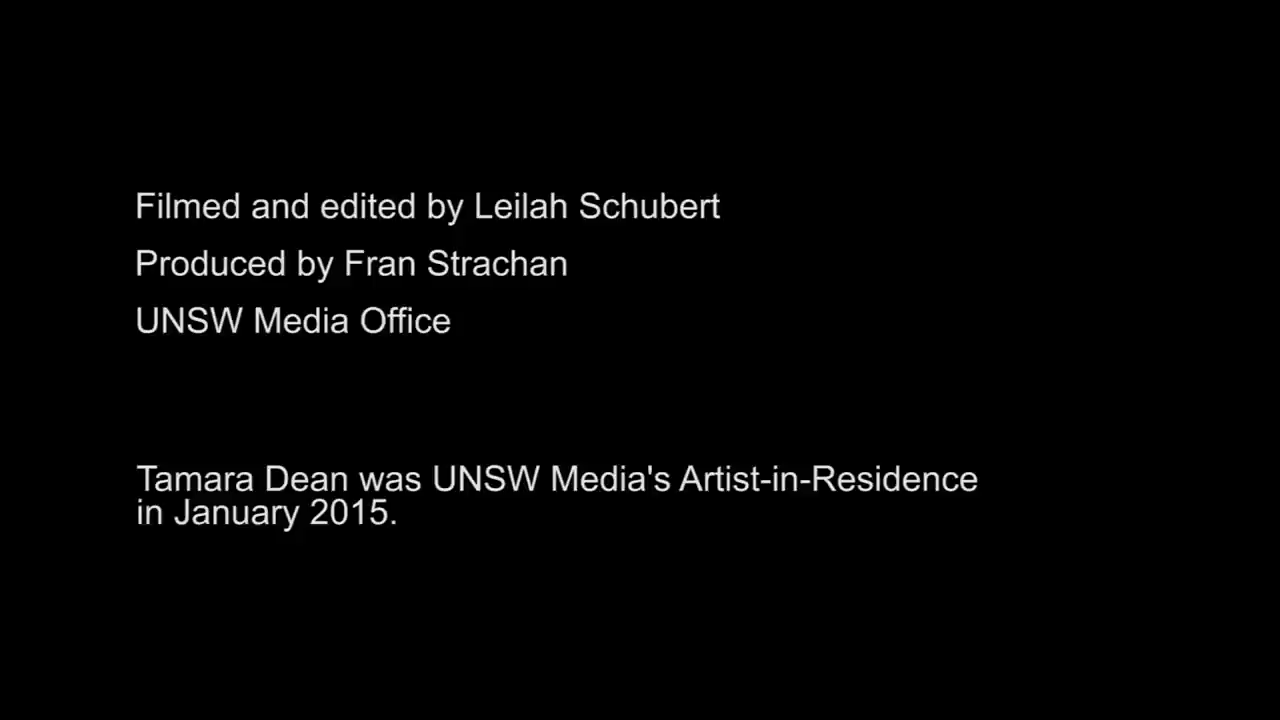 Filmed and edited by Leilah Schubert
Produced by Fran Strachan
UNSW Media Office
Tamara Dean was UNSW Media's Artist-in-Residence
in January 2015.